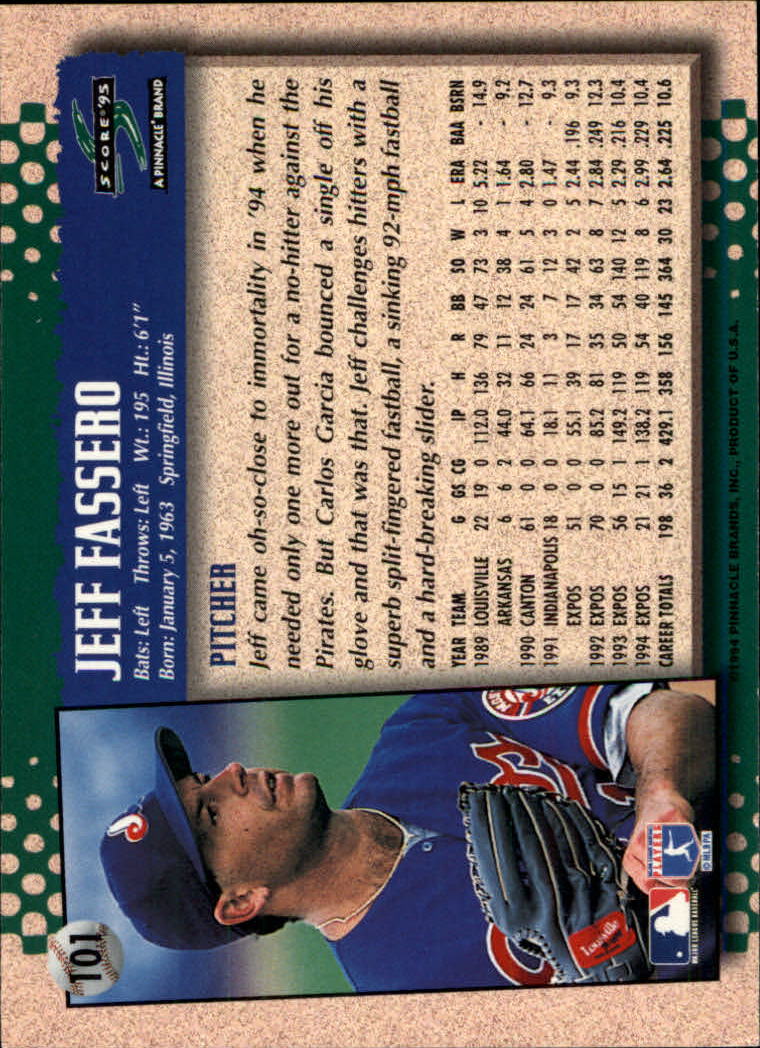 101
JEFF FASSERO
Bats: Left Throws: Left Wt.: 195 Ht.: 6'1"
Born: January 5, 1963 Springfield, Illinois
SCORE® '95
A PINNACLE® BRAND
PITCHER
Jeff came oh-so-close to immortality in '94 when he
needed only one more out for a no-hitter against the
Pirates. But Carlos Garcia bounced a single off his
glove and that was that. Jeff challenges hitters with a
superb split-fingered fastball, a sinking 92-mph fastball
and a hard-breaking slider.
YEAR TEAM G GS CG IP H R BB SO W L ERA BAA BSRN
1989 LOUISVILLE 22 19 0 112.0 136 79 47 73 3 10 5.22 - 14.9
ARKANSAS 6 6 2 44.0 32 11 12 38 4 1 1.64 - 9.2
1990 CANTON 61 0 0 64.1 66 24 24 61 5 4 2.80 - 12.7
1991 INDIANAPOLIS 18 0 0 18.1 11 3 7 12 3 0 1.47 - 9.3
EXPOS 51 0 0 55.1 39 17 17 42 2 5 2.44 .196 9.3
1992 EXPOS 70 0 0 85.2 81 35 34 63 8 7 2.84 .249 12.3
1993 EXPOS 56 15 1 149.2 119 50 54 140 12 5 2.29 .216 10.4
1994 EXPOS 21 21 1 138.2 119 54 40 119 8 6 2.99 .229 10.4
CAREER TOTALS 198 36 2 429.1 358 156 145 364 30 23 2.64 .225 10.6
Louisville
PLAYERS
© MLBPA
MAJOR LEAGUE BASEBALL
©1994 PINNACLE BRANDS, INC., PRODUCT OF U.S.A.